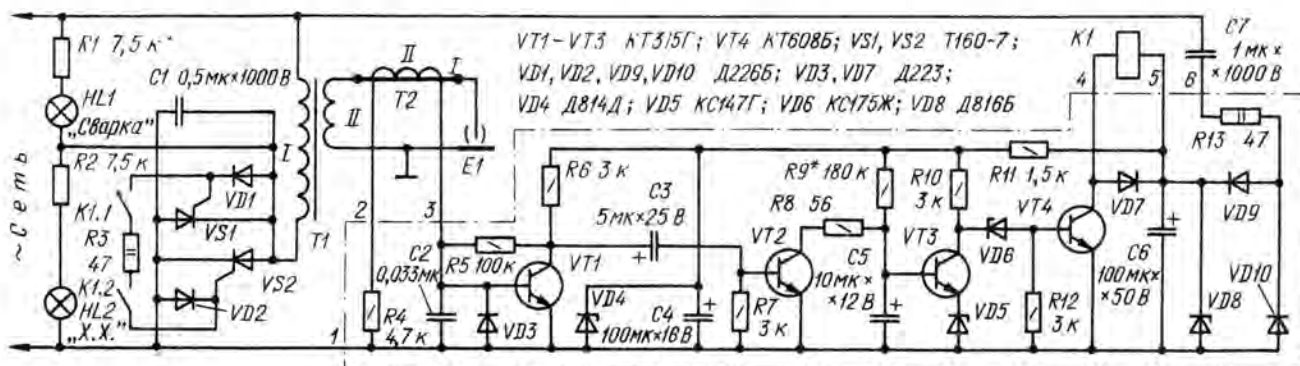 ~Сеть
R1 7,5 к
HL1
„Сварка”
R2 7,5 к
K1.1
R3
47
K1.2
HL2
„Х.Х.”
C1 0,5мк×1000В
VD1
VS1
VS2
VD2
I
T1
II
II
I
T2
E1
VT1–VT3 КТ315Г; VT4 КТ608Б; VS1, VS2 Т160-7;
VD1, VD2, VD9, VD10 Д226Б; VD3, VD7 Д223;
VD4 Д814Д; VD5 КС147Г; VD6 КС175Ж; VD8 Д816Б
1
2
3
R4
4,7 к
C2
0,033мк
R5 100к
VD3
VT1
R6 3 к
C3
5мк×25 В
+
VD4
C4
100мк×16В
+
VT2
R7
3 к
R8 56
R9* 180 к
C5
10мк×
×12 В
+
VT3
R10
3 к
VD5
VD6
R11 1,5 к
R12
3 к
VT4
K1
4
5
6
VD7
C6
100мк×
×50 В
+
VD8
VD9
VD10
C7
1мк×
×1000 В
R13
47